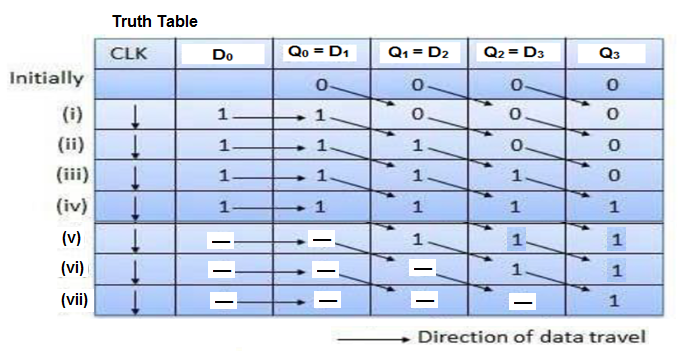 Truth Table
CLK D₀ Q₀ = D₁ Q₁ = D₂ Q₂ = D₃ Q₃
Initially 0 0 0 0
(i) 1 1 0 0 0
(ii) 1 1 1 0 0
(iii) 1 1 1 1 0
(iv) 1 1 1 1 1
(v) — — 1 1 1
(vi) — — — 1 1
(vii) — — — — 1
Direction of data travel